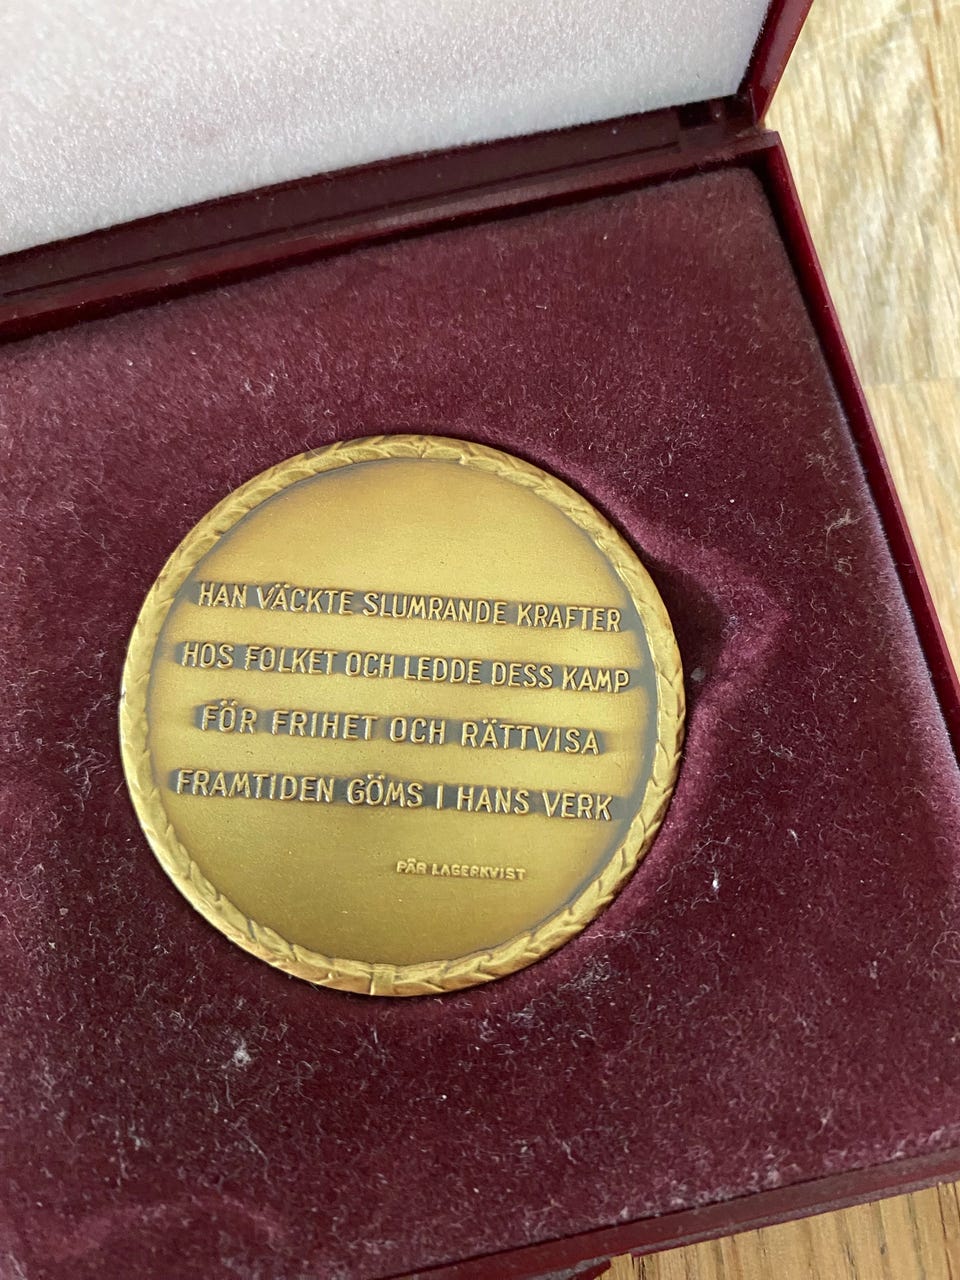 HAN VÄCKTE SLUMRANDE KRAFTER
HOS FOLKET OCH LEDDE DESS KAMP
FÖR FRIHET OCH RÄTTVISA
FRAMTIDEN GÖMS I HANS VERK
PÄR LAGERKVIST